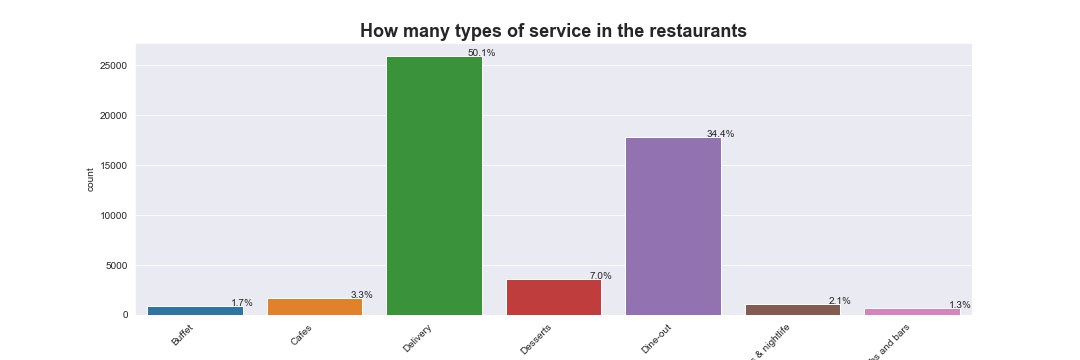 How many types of service in the restaurants
50.1%
25000
20000
34.4%
15000
count
10000
5000
7.0%
3.3%
2.1%
1.7%
1.3%
0
Buffet
Cafes
Delivery
Desserts
Dine-out
& nightlife
and bars